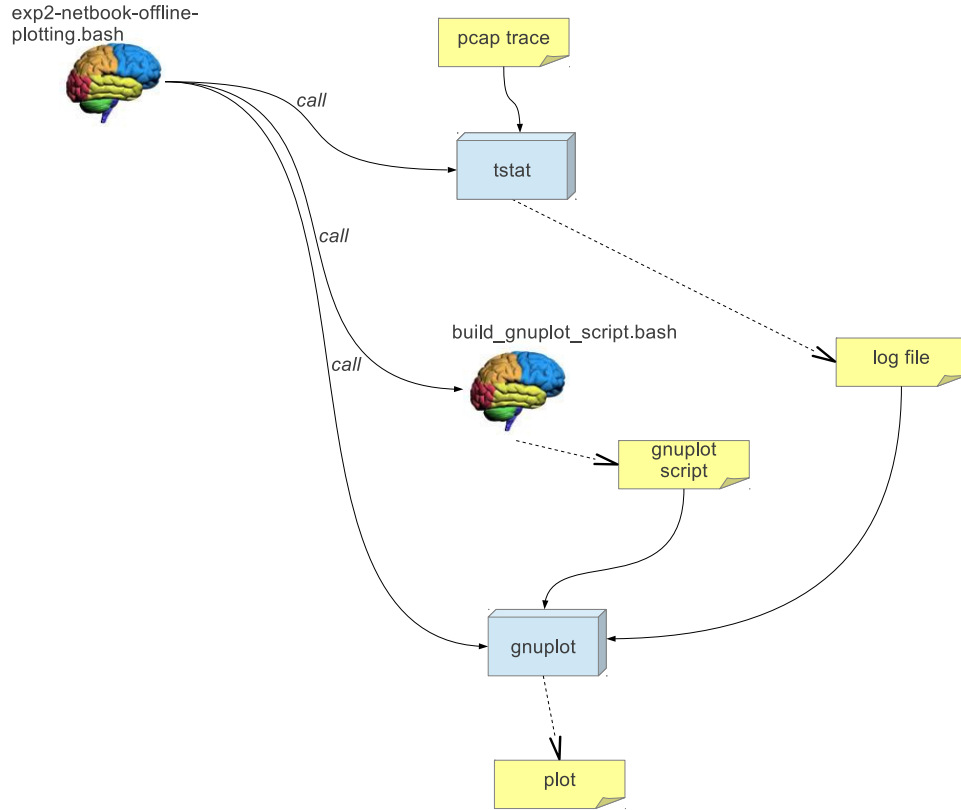 exp2-netbook-offline-
plotting.bash
pcap trace
call
tstat
call
build_gnuplot_script.bash
call
log file
gnuplot
script
gnuplot
plot